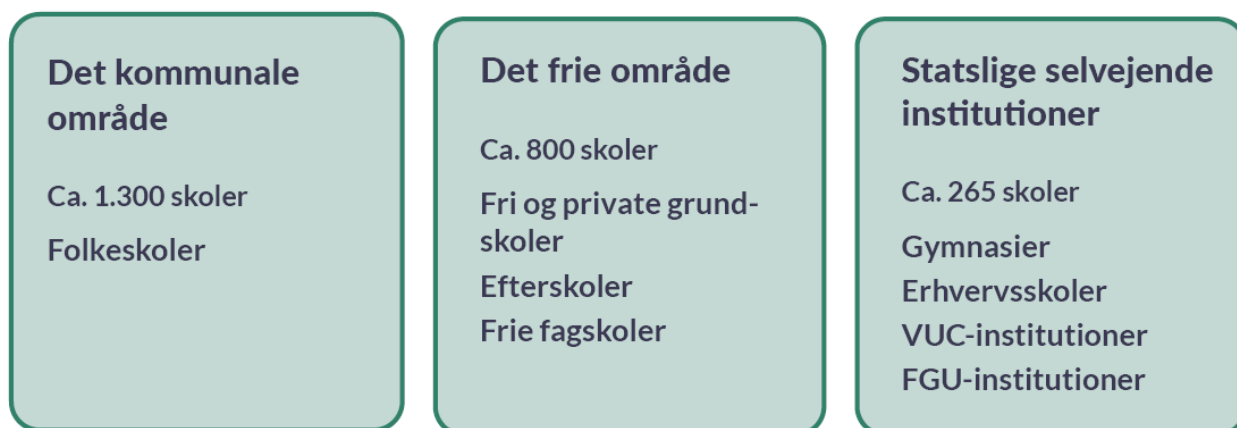 Det kommunale
område
Ca. 1.300 skoler
Folkeskoler
Det frie område
Ca. 800 skoler
Fri og private grund-
skoler
Efterskoler
Frie fagskoler
Statslige selvejende
institutioner
Ca. 265 skoler
Gymnasier
Erhvervsskoler
VUC-institutioner
FGU-institutioner